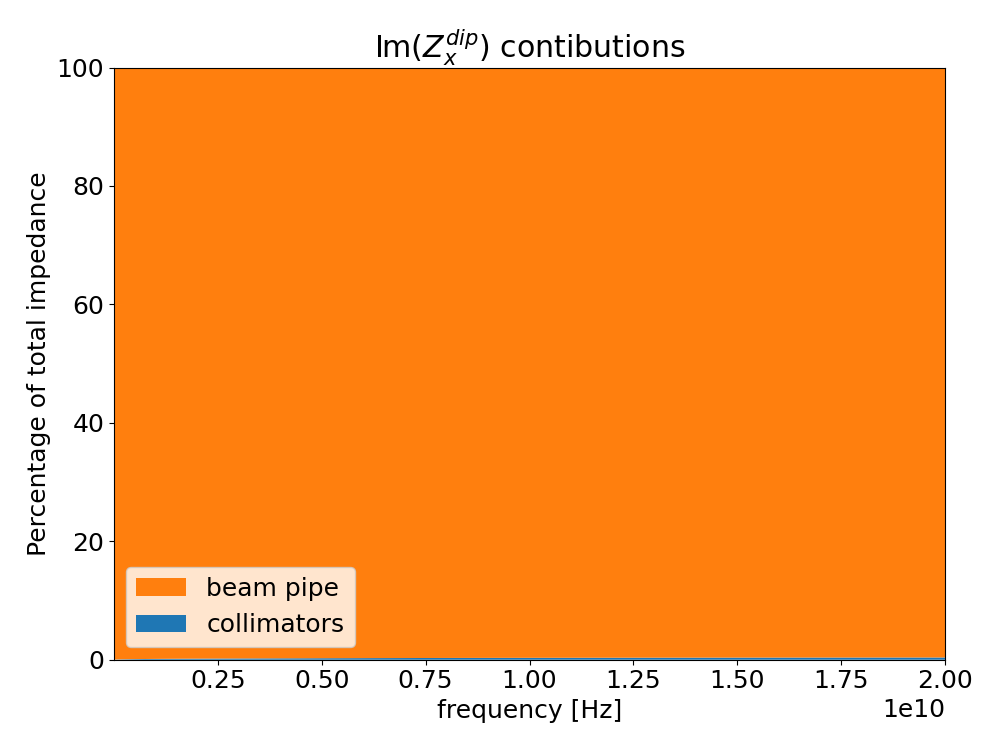 Im($Z_x^{dip}$) contibutions
Percentage of total impedance
100
80
60
40
20
0
beam pipe
collimators
0.25 0.50 0.75 1.00 1.25 1.50 1.75 2.00
frequency [Hz]
1e10